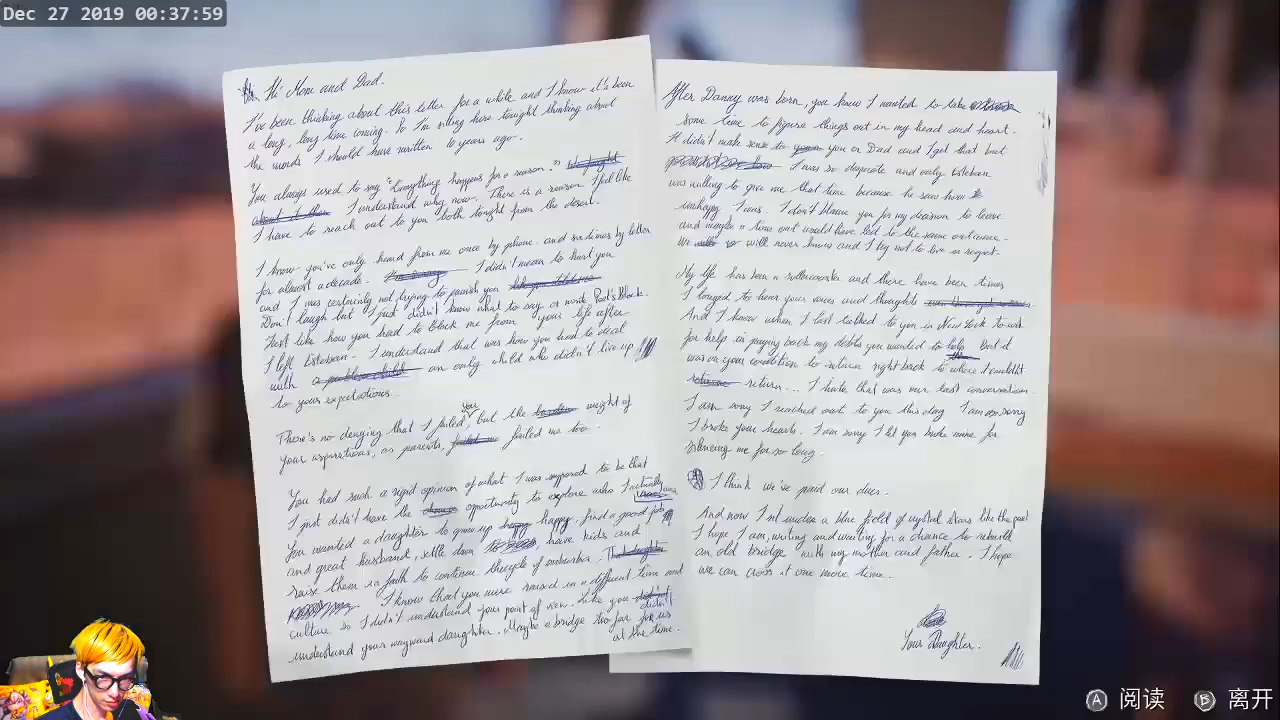 Dec 27 2019 00:37:59
Hi Mom and Dad.
I've been thinking about this letter for a while and I know it's been
a long, long time coming. So I'm siting here tonght thinking about
the words I should have written to years ago.
You always used to say "Everything happens for a reason."
I understand why now. There is a reason I feel like
I have to reach out to you both tonght from the desert.
I know you've only heard from me once by phone and six times by letter
for almost a decade. I didn't mean to hurt you
and I was certainly not trying to punish you
Don't laugh but I just didn't know what to say or write. Poet's Block.
Just like how you had to block me from your life after
I left Esteban. I understand that was how you had to deal
with a problem child an only child who didn't live up
to your expectations.
you
There's no denying that I failed, but the weight of
your aspirations, as parents, failed me too.
You had such a rigid opinion of what I was supposed to be that
I just didn't have the opportunity to explore who I actually was
You wanted a daughter to grow up happy happy, find a good job
and great husband, settle down have kids and
raise them in faith to continue the cycle of suburbia. That daughter
I know that you were raised in a different time and
culture so I didn't understand your point of view. Like you didn't
understand your wayward daughter. Maybe a bridge too far for us
at the time.
After Danny was born, you knew I wanted to take
some time to figure things out in my head and heart.
It didn't make sense to you or Dad and I get that but
I was so desperate and only Esteban
was willing to give me that time because he saw how
unhappy I was. I don't blame you for my decision to leave
and maybe a time out would have led to the same outcome.
We will never know and I try not to live in regret.
My life has been a rollercoaster and there have been times
I longed to hear your voices and thoughts
And I know when I last talked to you in New York to ask
for help in paying back my debts you wanted to help but it
was on your condition to return right back to where I couldn't
return... I hate that was our last conversation.
I am sorry I reached out to you this day. I am so sorry
I broke your hearts. I am sorry I let you broke mine for
silencing me for so long.
I think we've paid our dues.
And now I sit under a blue field of crystal stars like the poet
I hope I am, writing and waiting for a chance to rebuild
an old bridge with my mother and father. I hope
we can cross it one more time.
Your Daughter.
A 阅读 B 离开